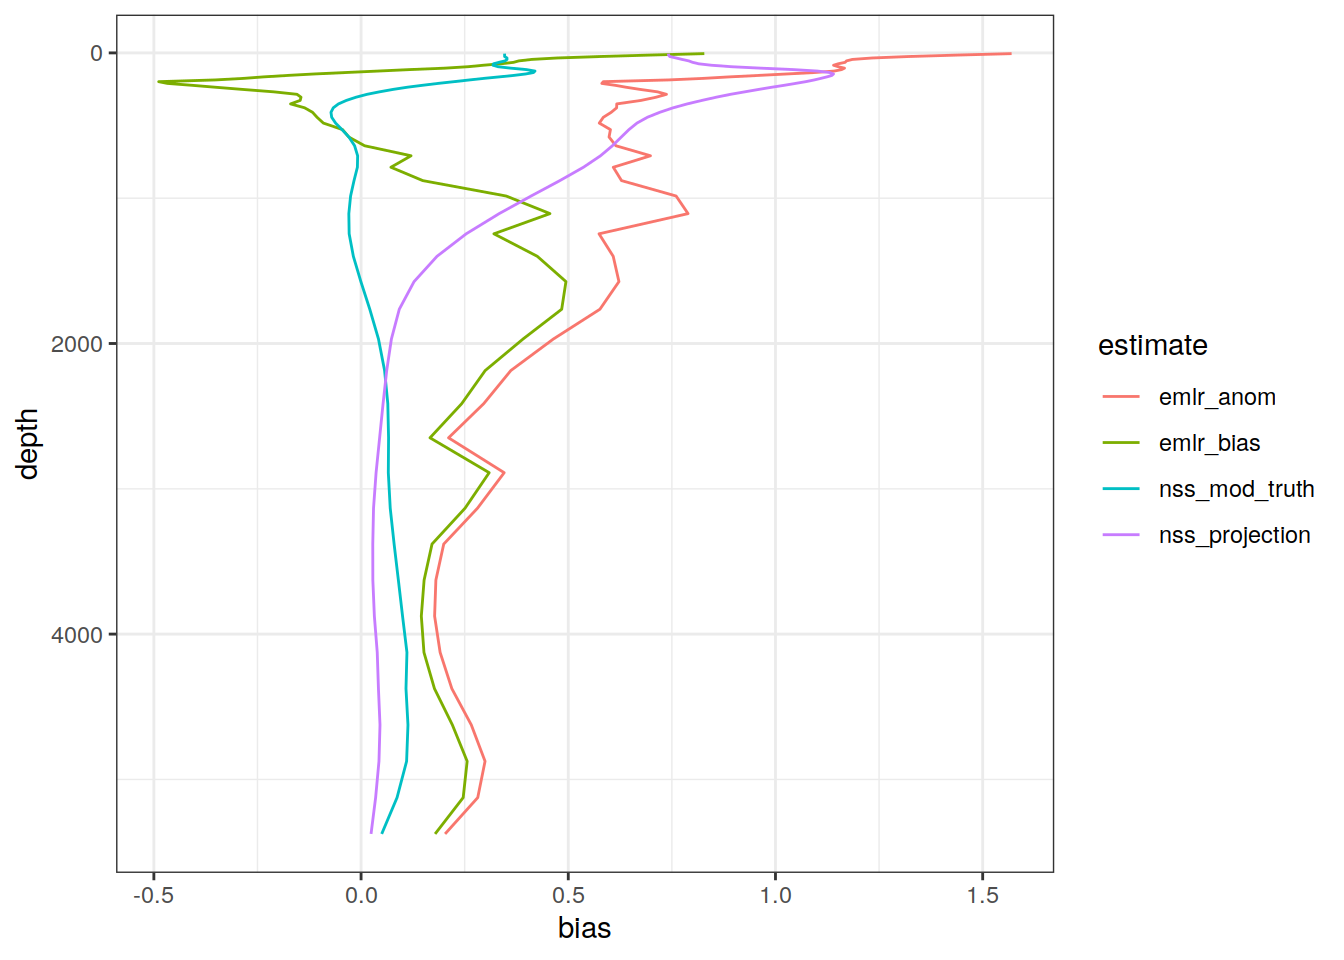 0
2000
4000
depth
-0.5
0.0
0.5
1.0
1.5
bias
estimate
emlr_anom
emlr_bias
nss_mod_truth
nss_projection